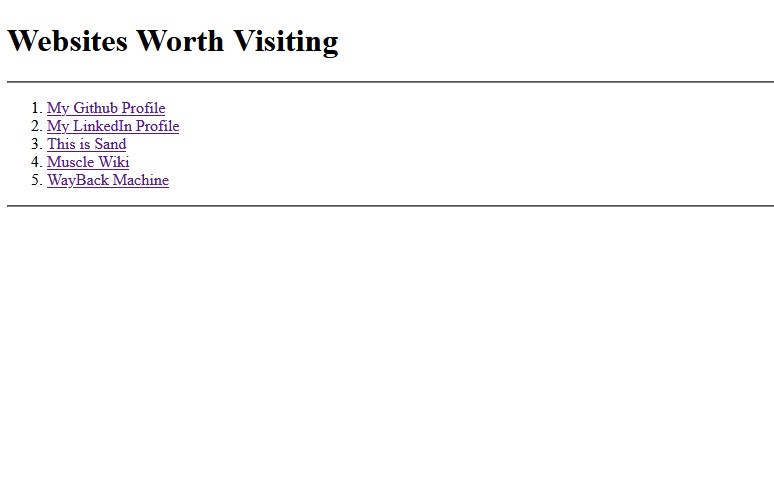 Websites Worth Visiting
1. My Github Profile
2. My LinkedIn Profile
3. This is Sand
4. Muscle Wiki
5. WayBack Machine